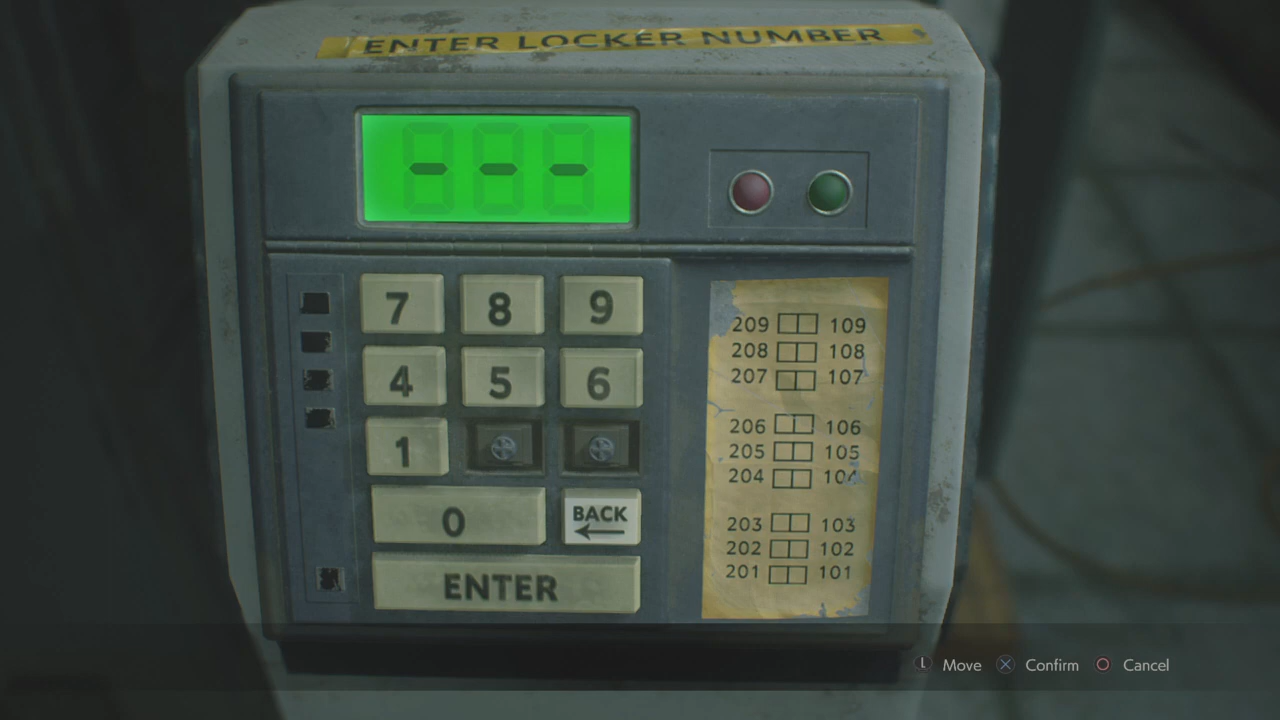 ENTER LOCKER NUMBER
- - -
7 8 9
4 5 6
1
0 BACK
ENTER
209 109
208 108
207 107
206 106
205 105
204 104
203 103
202 102
201 101
L Move Confirm Cancel